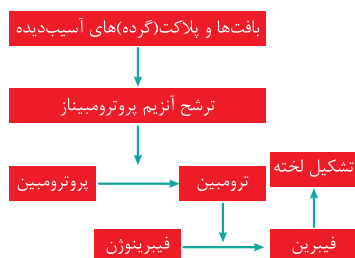 بافت‌ها و پلاکت(گرده)های آسیب‌دیده
ترشح آنزیم پروترومبیناز
پروترومبین
ترومبین
تشکیل لخته
فیبرینوژن
فیبرین